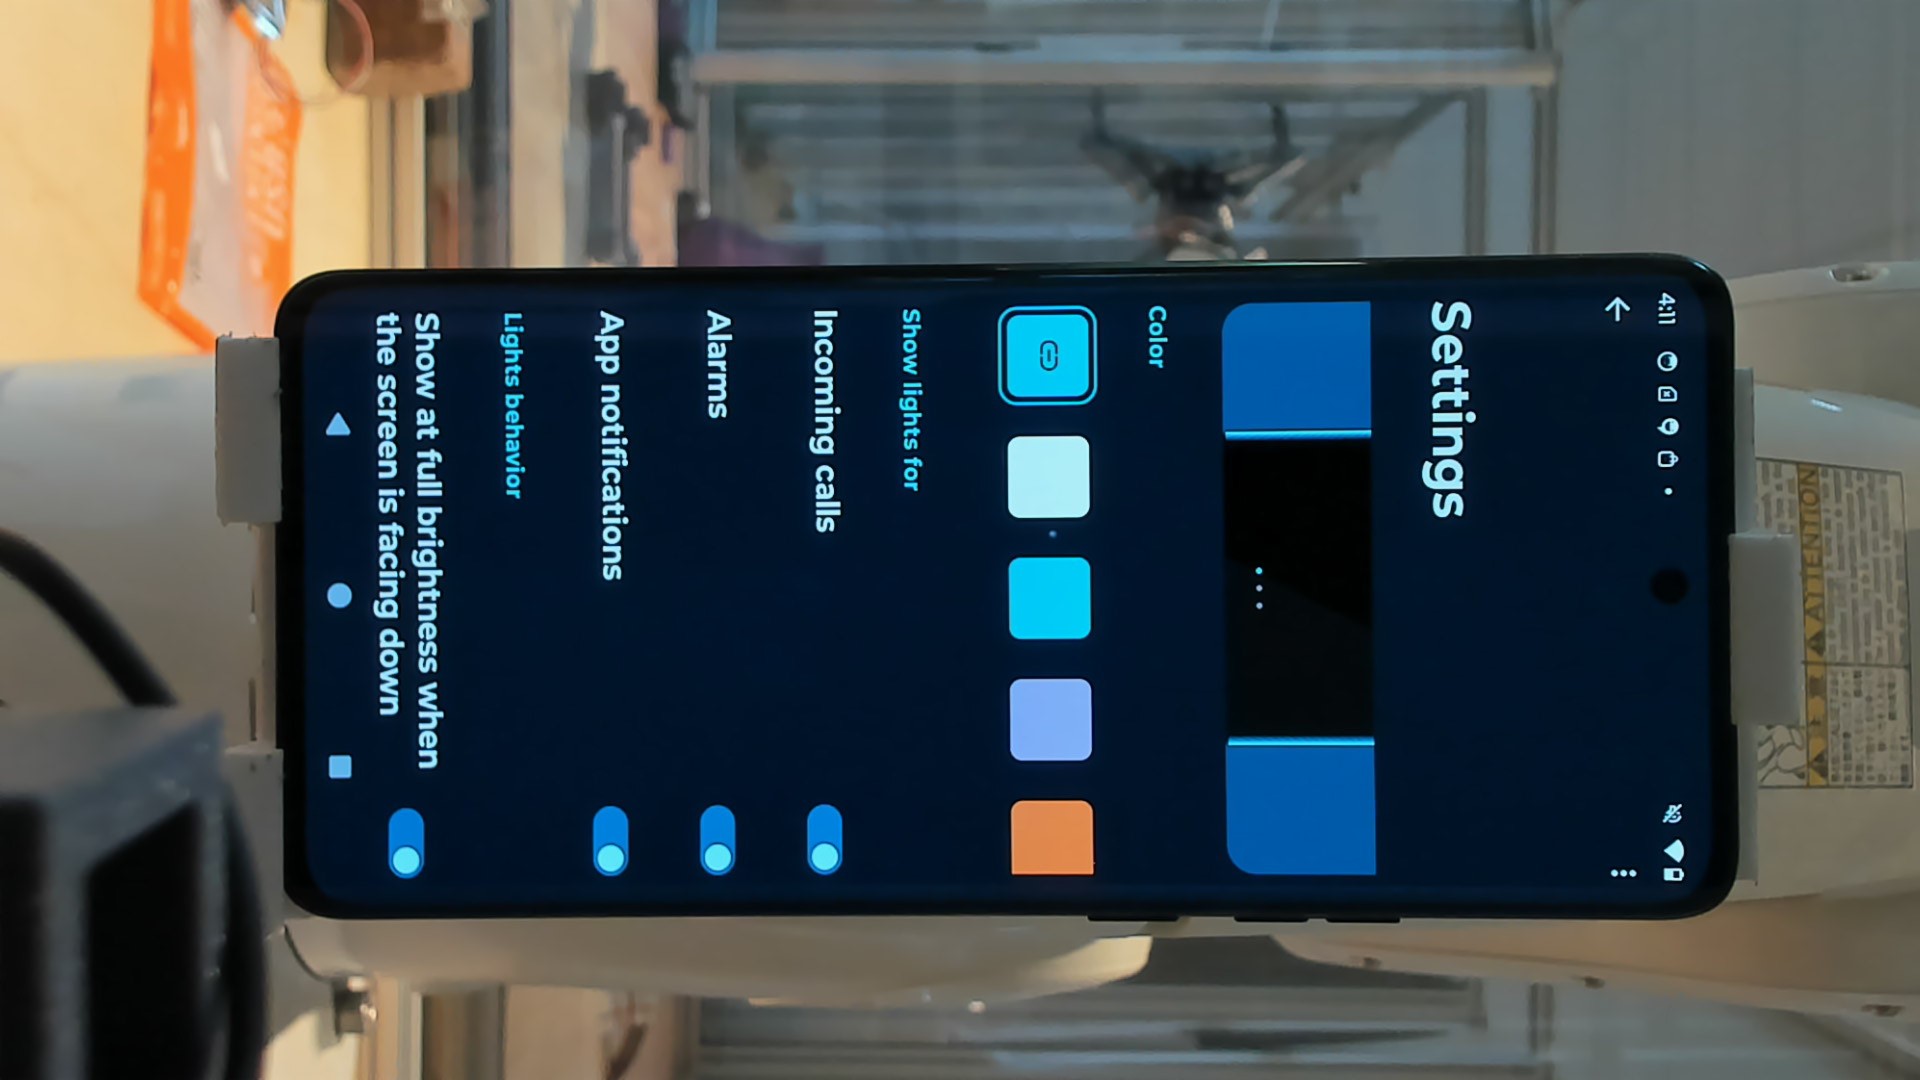 4:11
Settings
Color
Show lights for
Incoming calls
Alarms
App notifications
Lights behavior
Show at full brightness when
the screen is facing down
ATTENTION